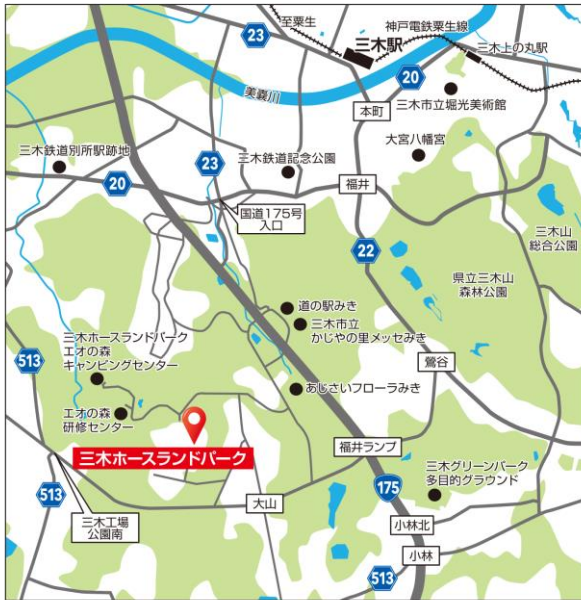 至粟生
神戸電鉄粟生線
23
三木駅
三木上の丸駅
20
美嚢川
三木市立堀光美術館
本町
大宮八幡宮
三木鉄道別所駅跡地
23
三木鉄道記念公園
20
福井
国道175号
入口
三木山
総合公園
22
県立三木山
森林公園
道の駅みき
三木市立
かじやの里メッセみき
三木ホースランドパーク
エオの森
キャンピングセンター
513
鶯谷
あじさいフローラみき
エオの森
研修センター
三木ホースランドパーク
福井ランプ
三木グリーンパーク
多目的グラウンド
513
175
大山
三木工場
公園南
小林北
小林
513